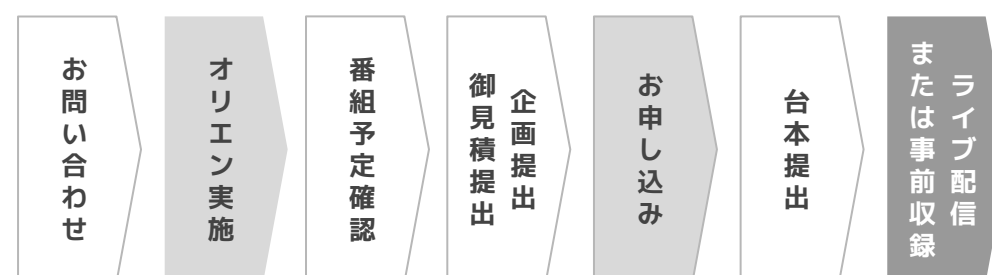 お問い合わせ
オリエン実施
番組予定確認
企画提出
御見積提出
お申し込み
台本提出
ライブ配信
または事前収録